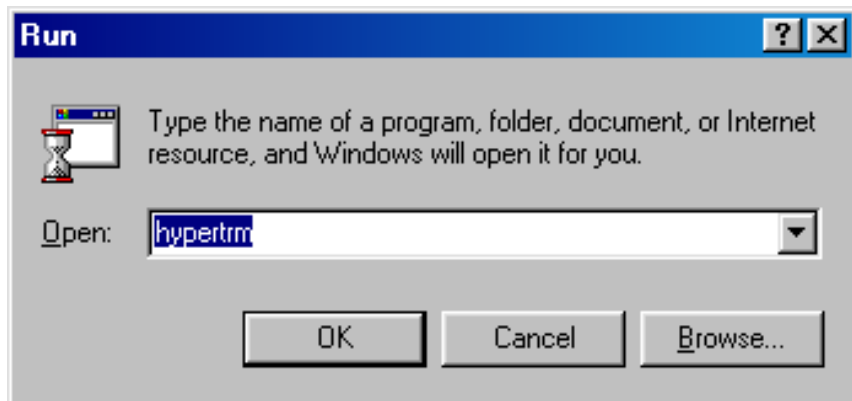 Run
Type the name of a program, folder, document, or Internet
resource, and Windows will open it for you.
Open: hypertrm
OK Cancel Browse...